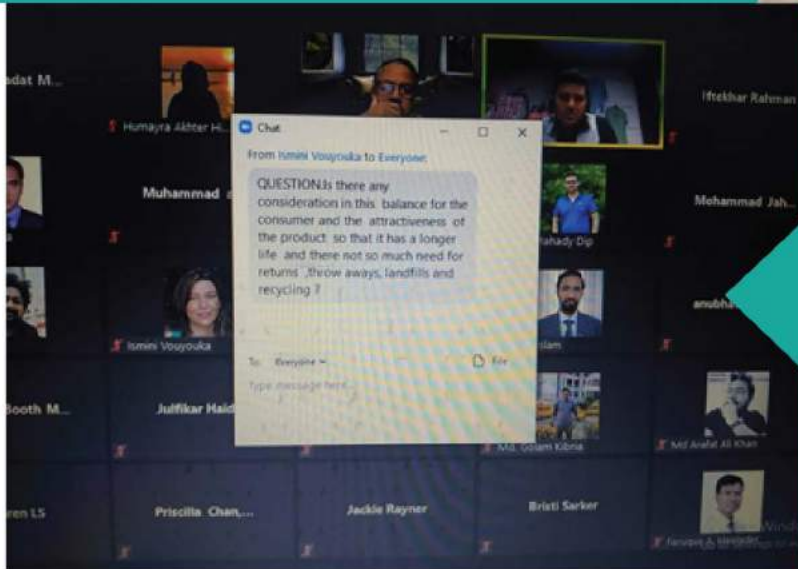 adat M...
Humayra Akhter Hi...
Iftekhar Rahman
Chat
From Ismini Vouyouka to Everyone:
QUESTION.Is there any
consideration in this balance for the
consumer and the attractiveness of
the product so that it has a longer
life and there not so much need for
returns ,throw aways, landfills and
recycling ?
To: Everyone
File
Type message here...
Muhammad a
ahady Dip
Mohammad Jah...
Ismini Vouyouka
slam
anubha
Booth M...
Julfikar Haid
Md. Golam Kibria
Md Arafat Ali Khan
ren LS
Priscilla Chan,...
Jackie Rayner
Bristi Sarker